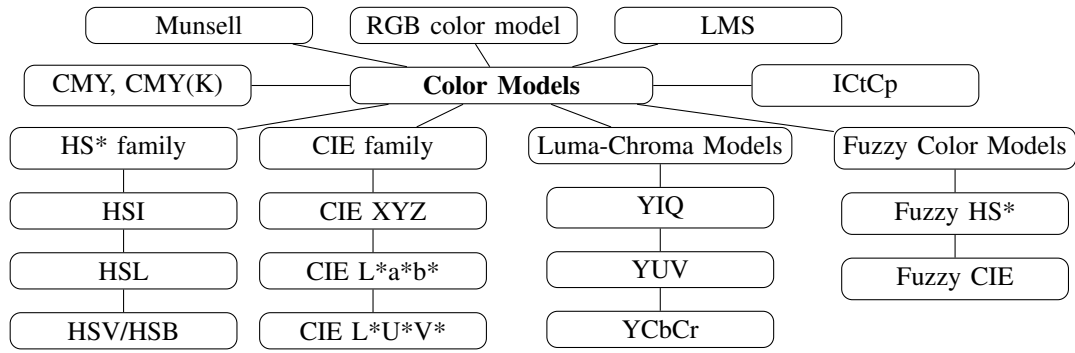 Munsell
RGB color model
LMS
CMY, CMY(K)
Color Models
ICtCp
HS* family
CIE family
Luma-Chroma Models
Fuzzy Color Models
HSI
CIE XYZ
YIQ
Fuzzy HS*
HSL
CIE L*a*b*
YUV
Fuzzy CIE
HSV/HSB
CIE L*U*V*
YCbCr